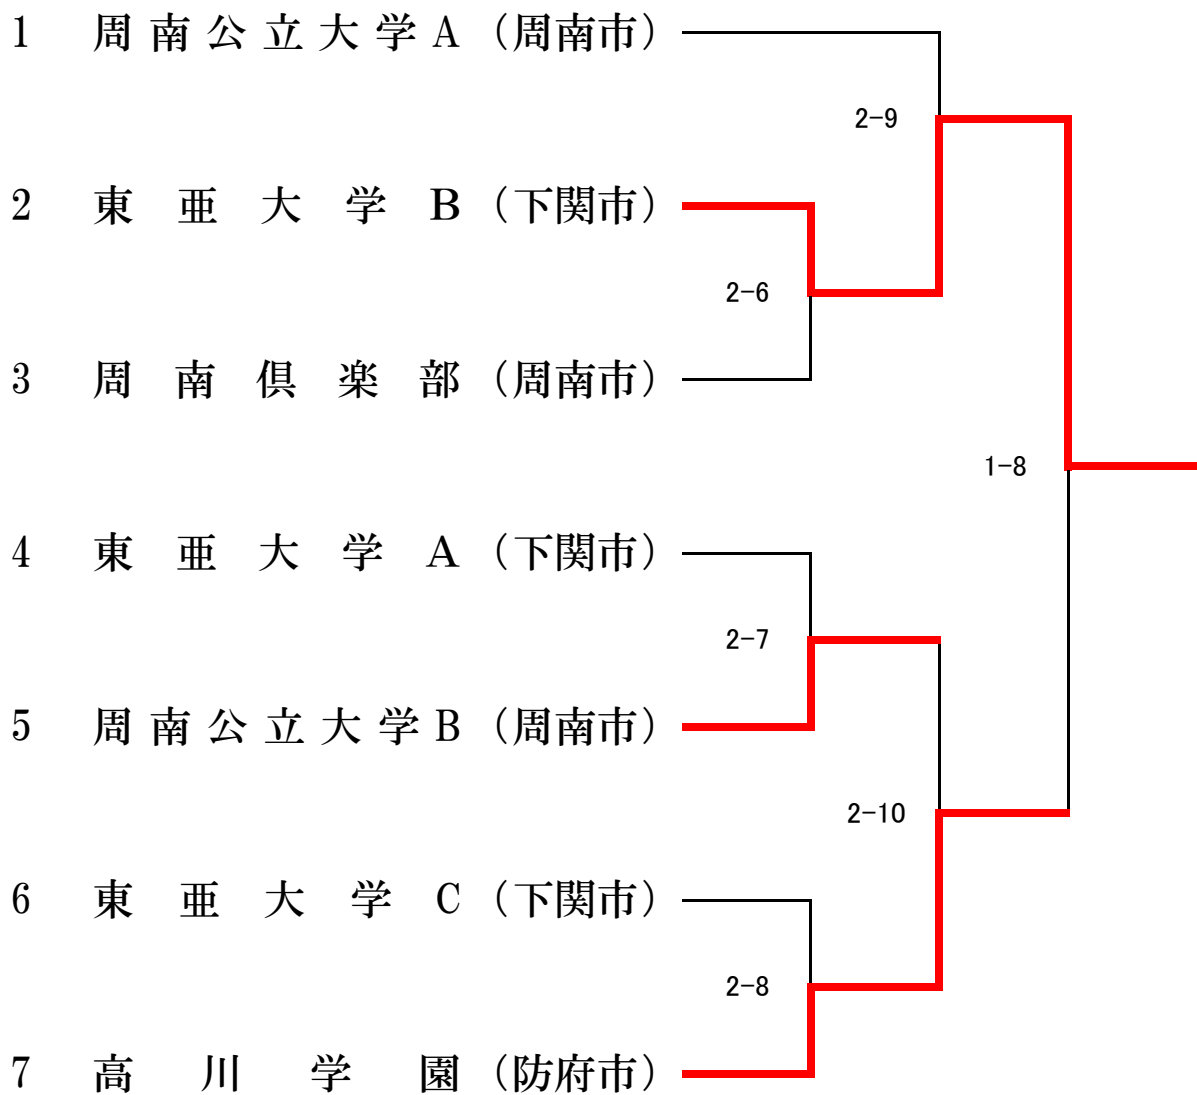 1 周南公立大学A (周南市)
2-9
2 東亜大学B (下関市)
2-6
3 周南倶楽部 (周南市)
1-8
4 東亜大学A (下関市)
2-7
5 周南公立大学B (周南市)
2-10
6 東亜大学C (下関市)
2-8
7 高川学園 (防府市)